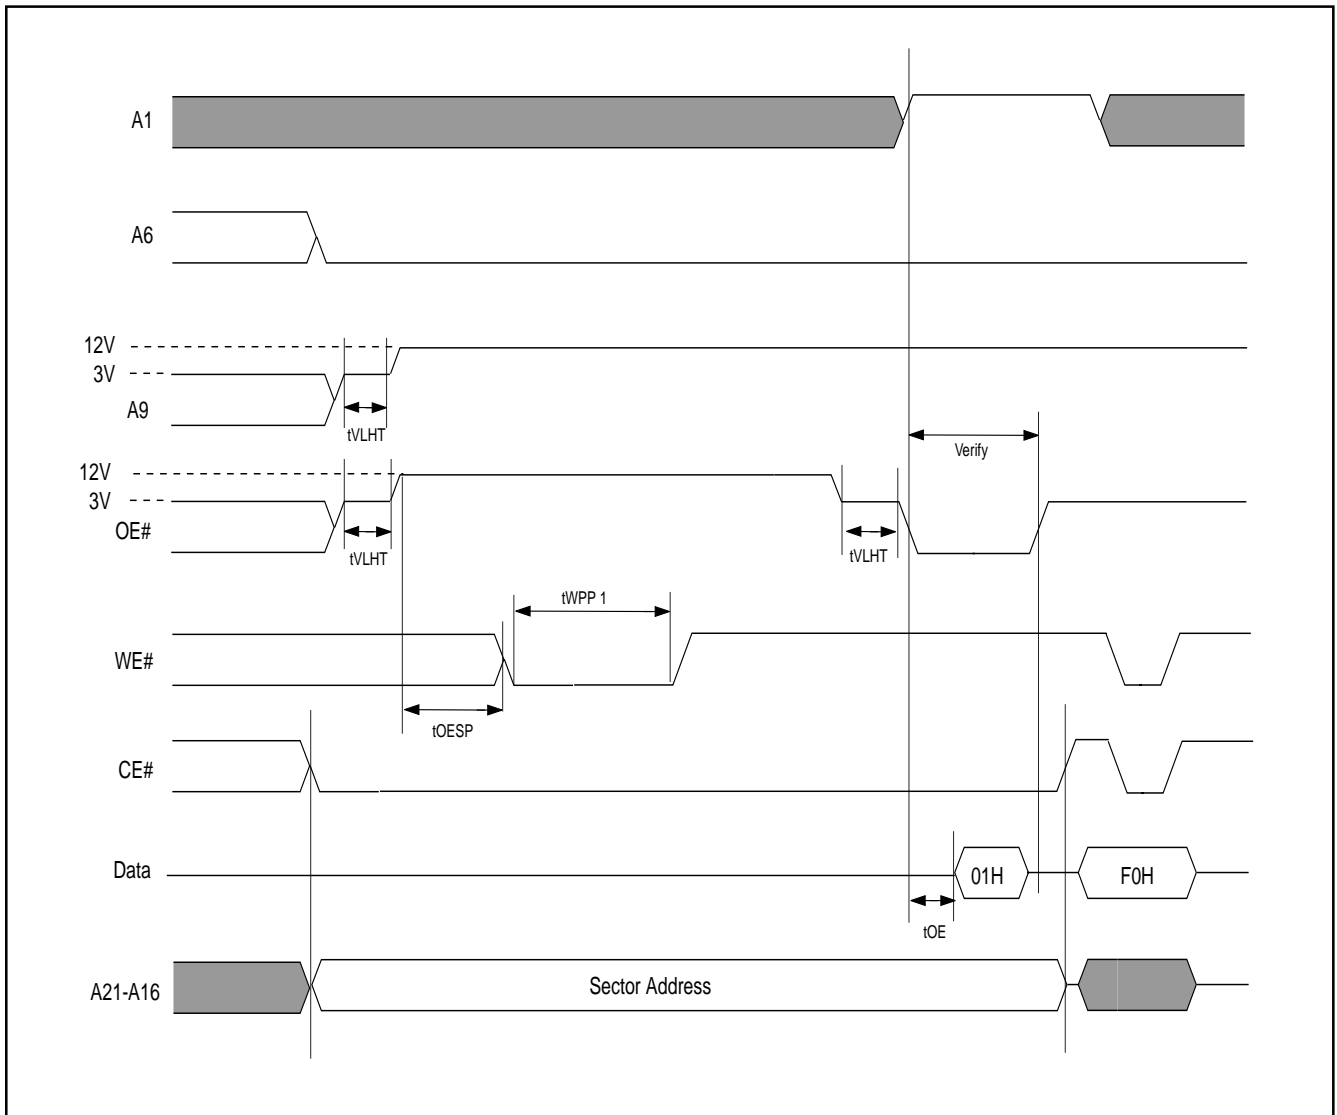 A1
A6
12V
3V
A9
tVLHT
Verify
12V
3V
OE#
tVLHT
tVLHT
tWPP 1
WE#
tOESP
CE#
Data
01H
F0H
tOE
A21-A16
Sector Address